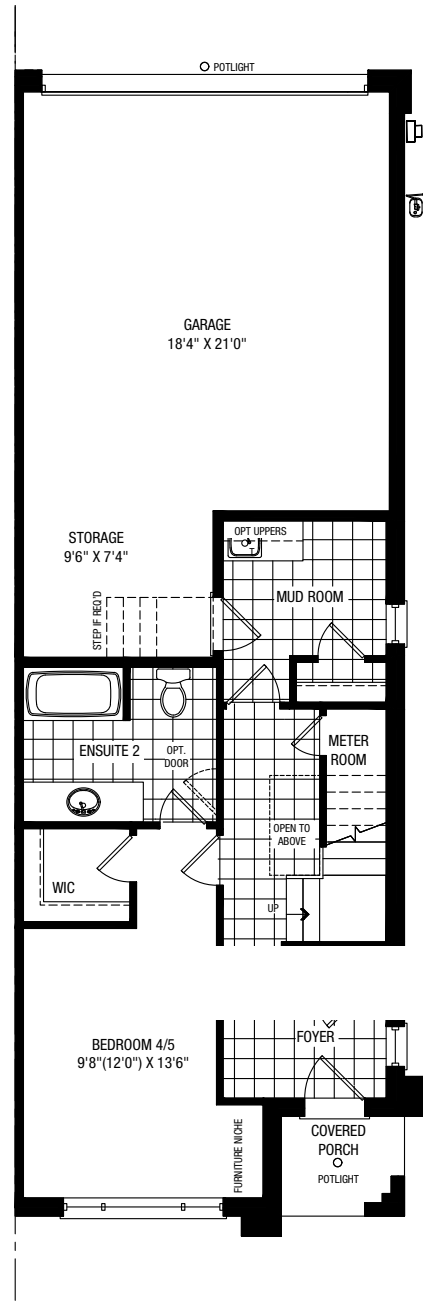 POTLIGHT
GARAGE
18'4" X 21'0"
STORAGE
9'6" X 7'4"
STEP IF REQ'D
OPT UPPERS
T
MUD ROOM
ENSUITE 2
OPT.
DOOR
METER
ROOM
OPEN TO
ABOVE
WIC
UP
BEDROOM 4/5
9'8"(12'0") X 13'6"
FOYER
FURNITURE NICHE
COVERED
PORCH
POTLIGHT